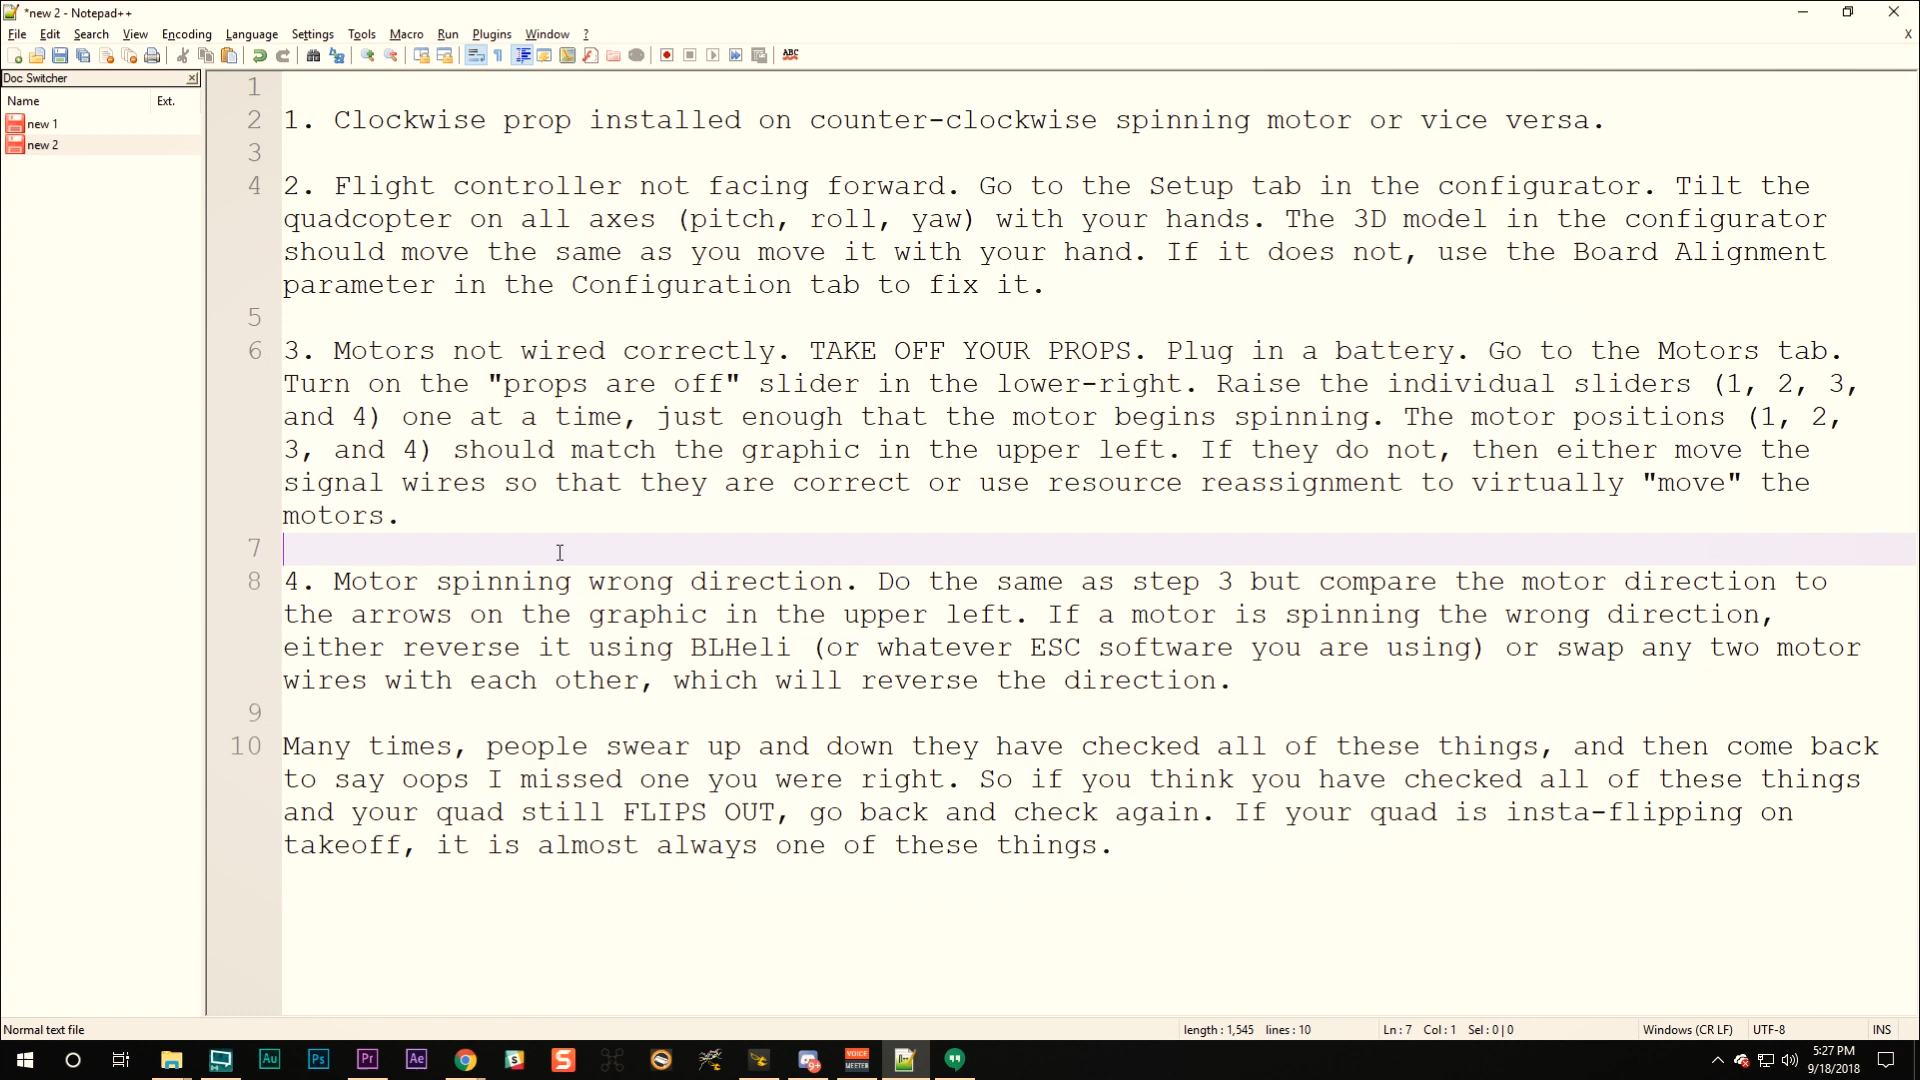 *new 2 - Notepad++
File Edit Search View Encoding Language Settings Tools Macro Run Plugins Window ? X
ABC
Doc Switcher
Name Ext.
new 1
new 2
1
2 1. Clockwise prop installed on counter-clockwise spinning motor or vice versa.
3
4 2. Flight controller not facing forward. Go to the Setup tab in the configurator. Tilt the
quadcopter on all axes (pitch, roll, yaw) with your hands. The 3D model in the configurator
should move the same as you move it with your hand. If it does not, use the Board Alignment
parameter in the Configuration tab to fix it.
5
6 3. Motors not wired correctly. TAKE OFF YOUR PROPS. Plug in a battery. Go to the Motors tab.
Turn on the "props are off" slider in the lower-right. Raise the individual sliders (1, 2, 3,
and 4) one at a time, just enough that the motor begins spinning. The motor positions (1, 2,
3, and 4) should match the graphic in the upper left. If they do not, then either move the
signal wires so that they are correct or use resource reassignment to virtually "move" the
motors.
7
8 4. Motor spinning wrong direction. Do the same as step 3 but compare the motor direction to
the arrows on the graphic in the upper left. If a motor is spinning the wrong direction,
either reverse it using BLHeli (or whatever ESC software you are using) or swap any two motor
wires with each other, which will reverse the direction.
9
10 Many times, people swear up and down they have checked all of these things, and then come back
to say oops I missed one you were right. So if you think you have checked all of these things
and your quad still FLIPS OUT, go back and check again. If your quad is insta-flipping on
takeoff, it is almost always one of these things.
Normal text file length : 1,545 lines : 10 Ln : 7 Col : 1 Sel : 0 | 0 Windows (CR LF) UTF-8 INS
Au Ps Pr Ae S 9+ VOICE MEETER
5:27 PM
9/18/2018